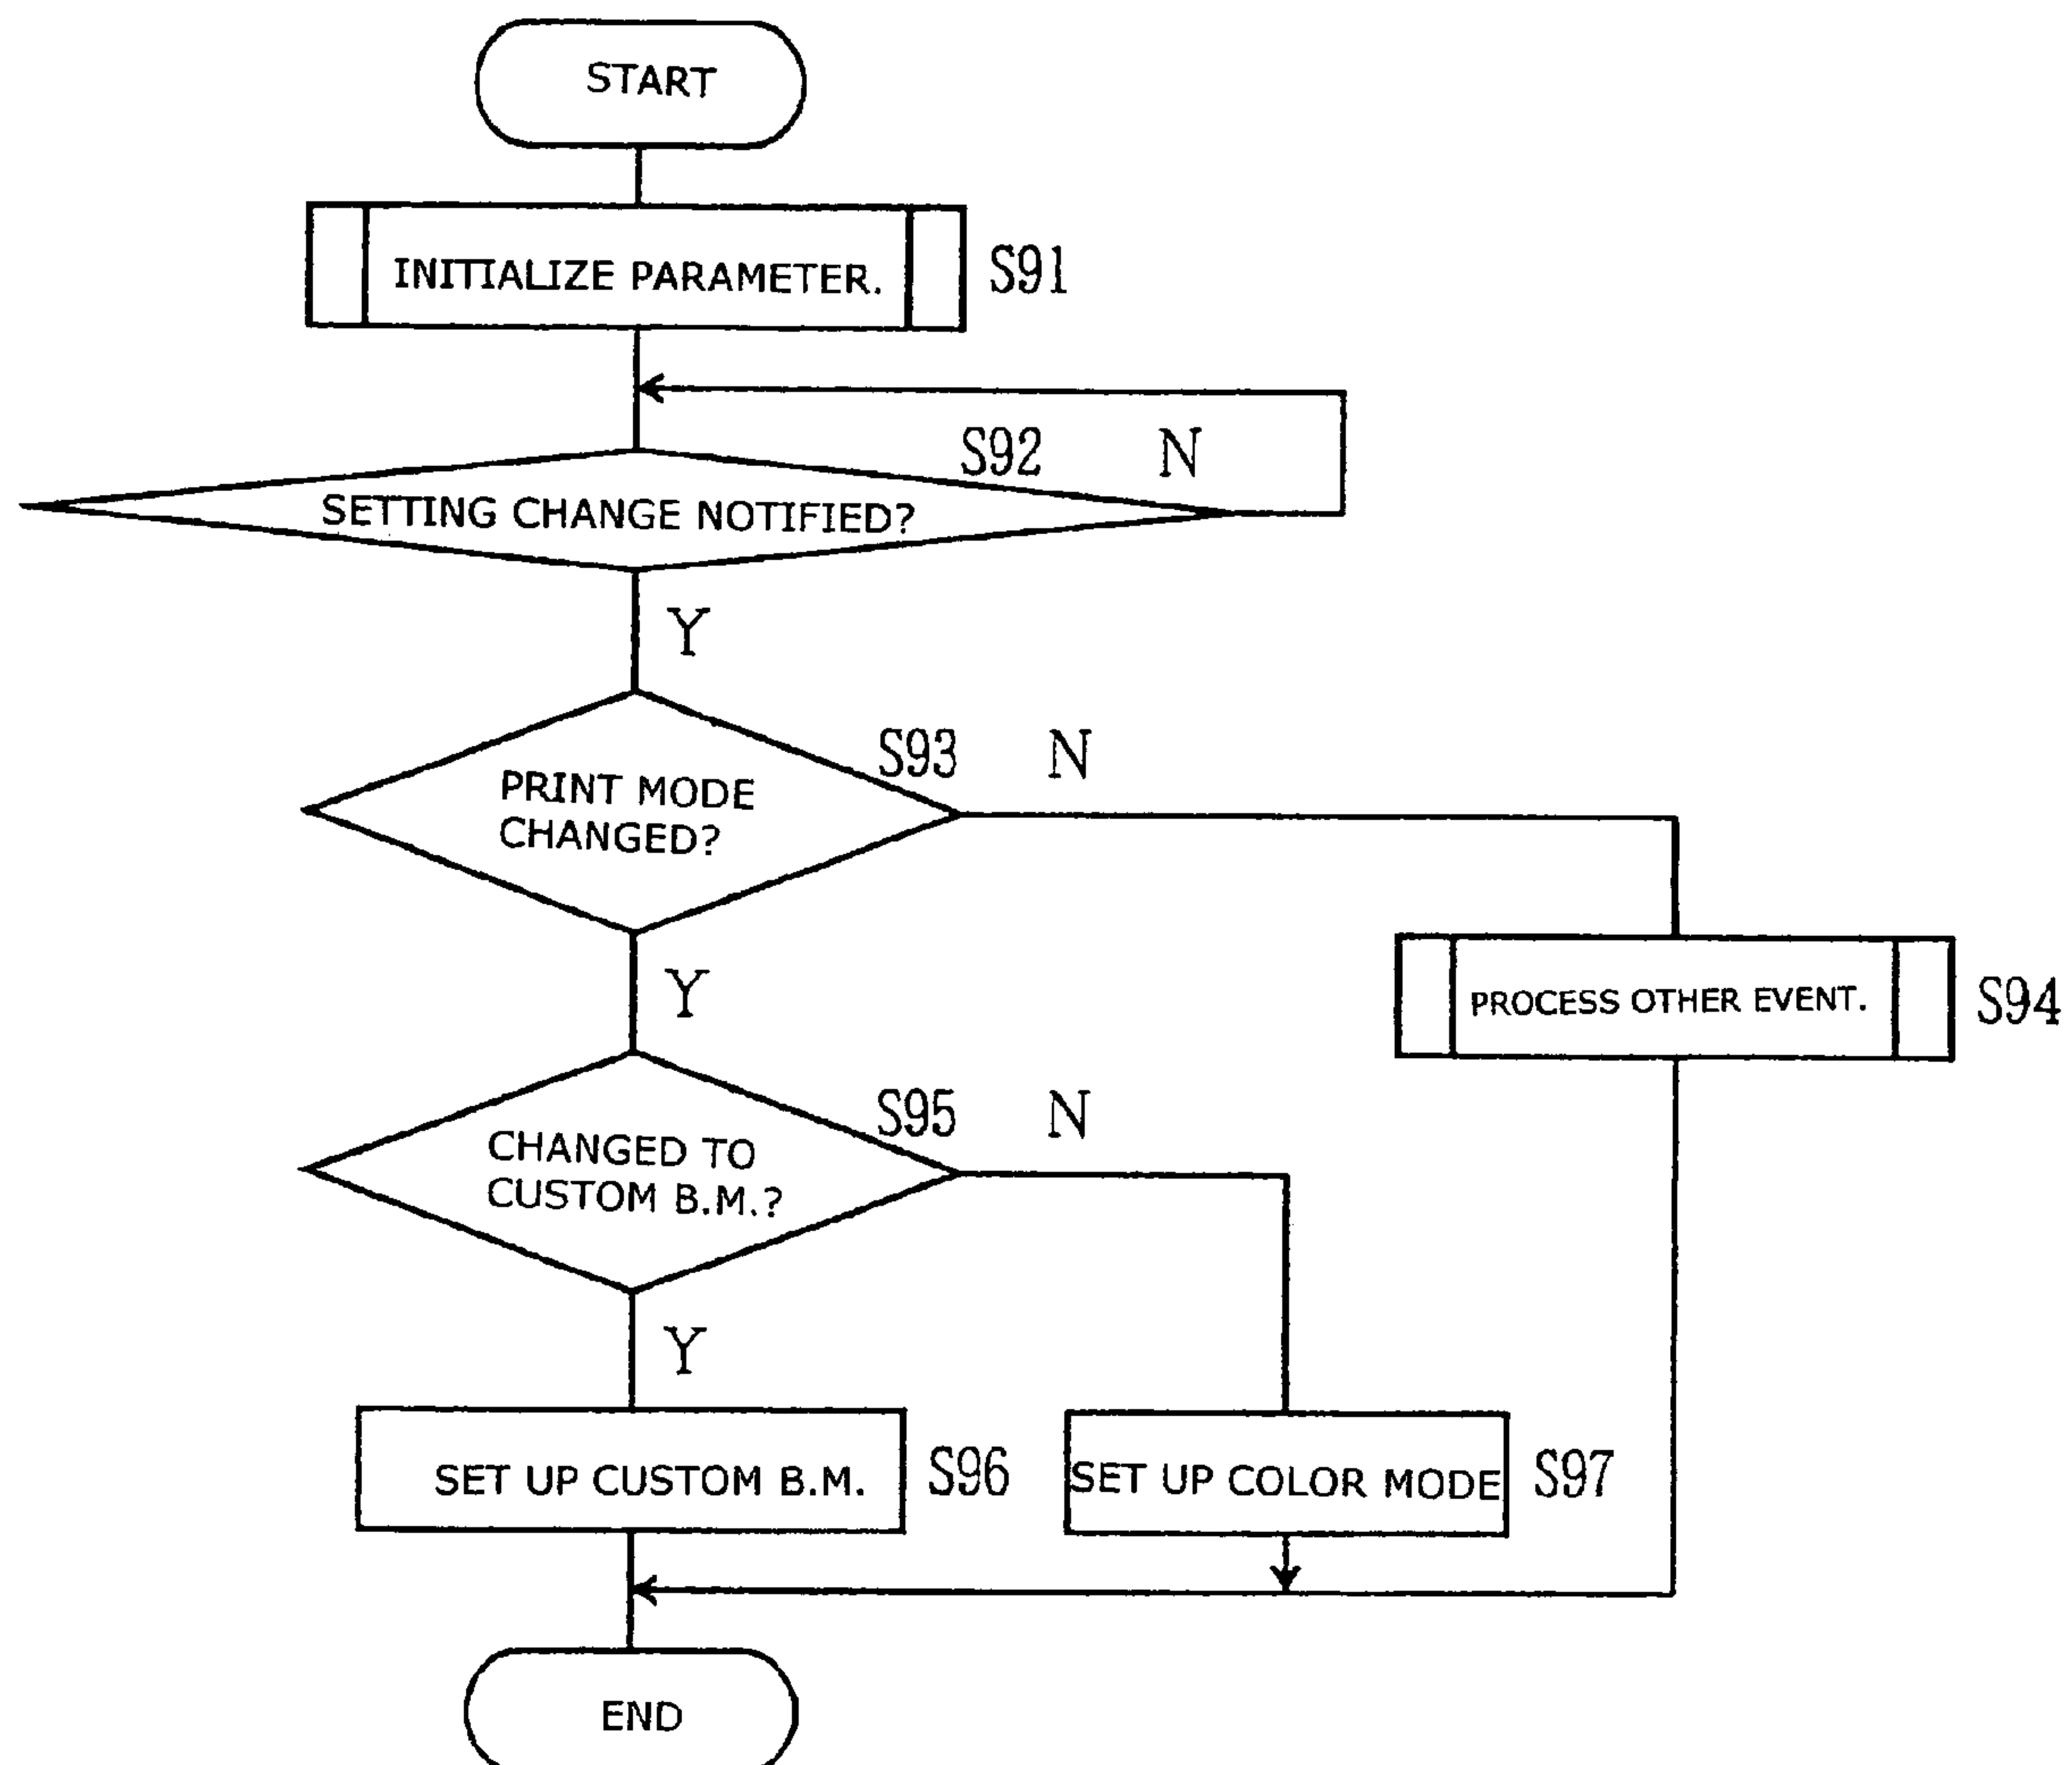 START
INITIALIZE PARAMETER.
S91
S92
N
SETTING CHANGE NOTIFIED?
Y
S93
N
PRINT MODE
CHANGED?
Y
PROCESS OTHER EVENT.
S94
S95
N
CHANGED TO
CUSTOM B.M.?
Y
SET UP CUSTOM B.M.
S96
SET UP COLOR MODE
S97
END